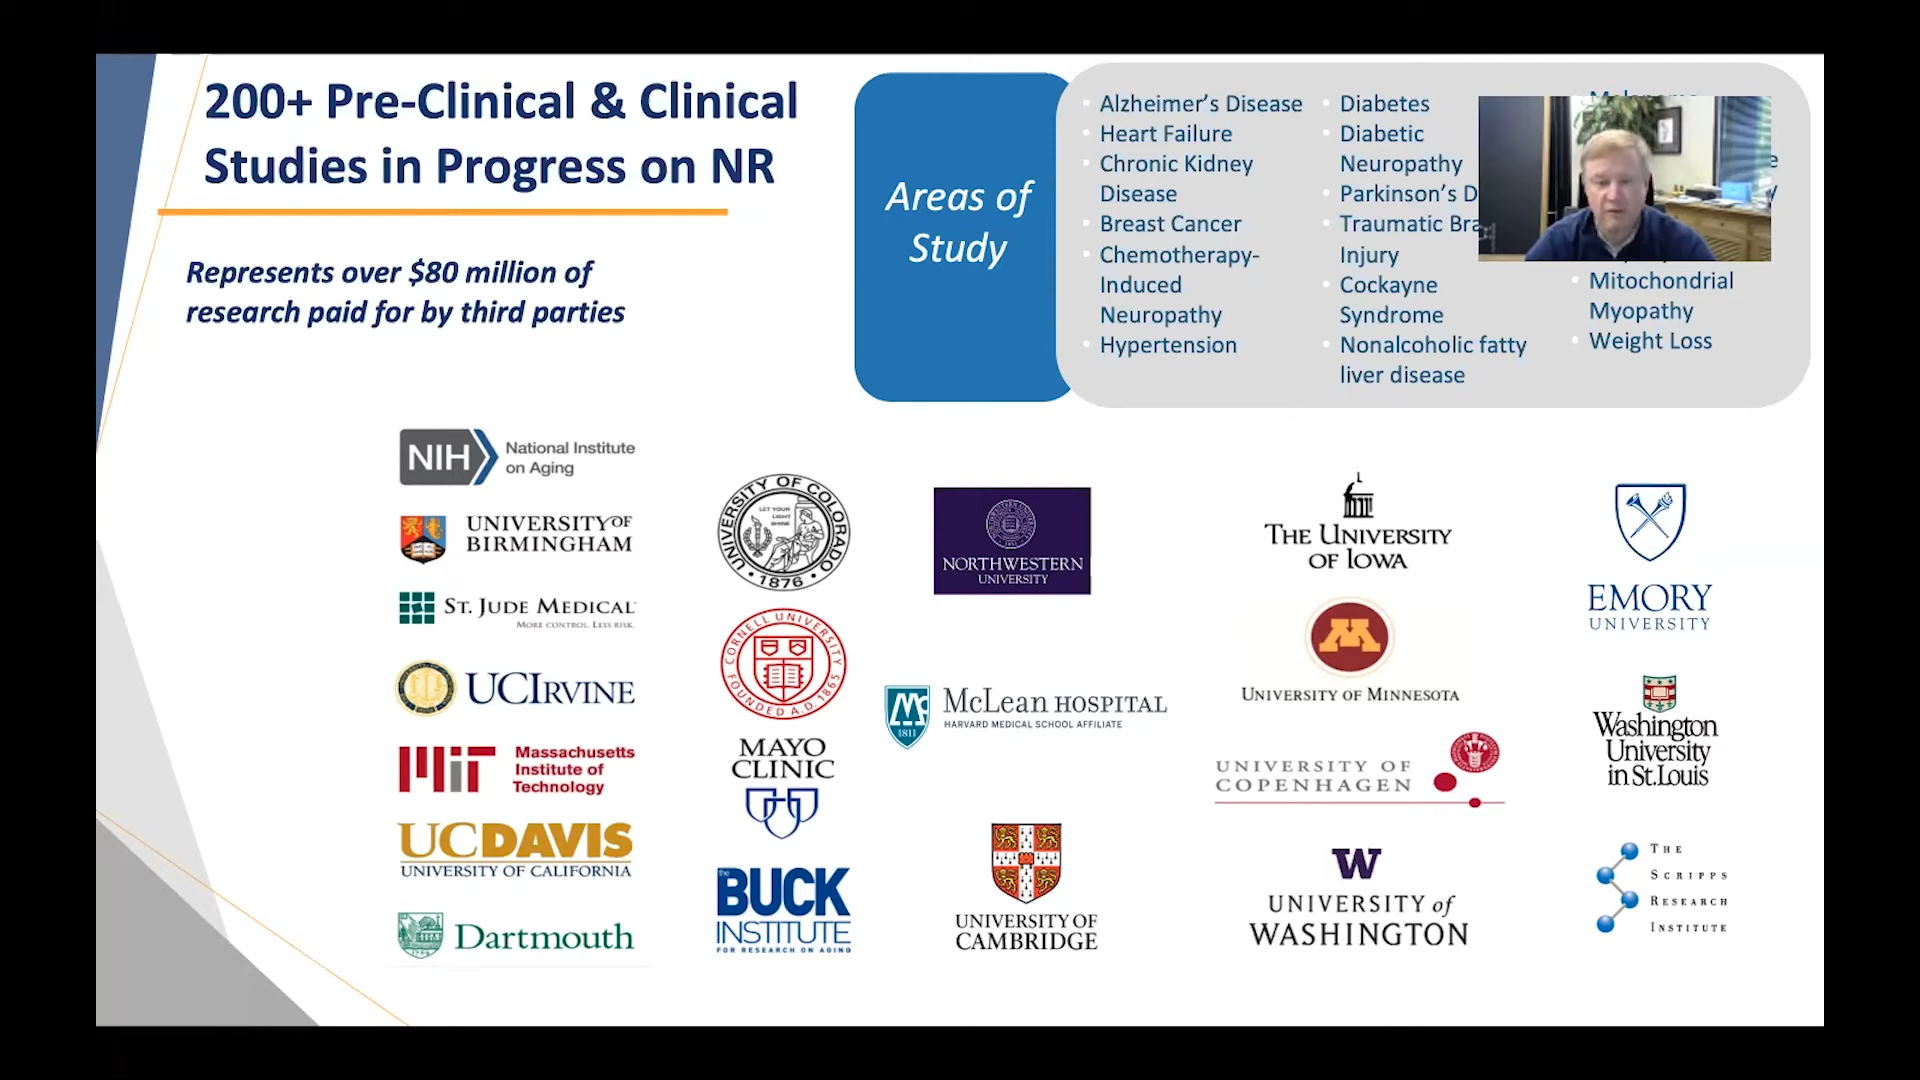 200+ Pre-Clinical & Clinical
Studies in Progress on NR
Represents over $80 million of
research paid for by third parties
Areas of
Study
Alzheimer's Disease
Heart Failure
Chronic Kidney
Disease
Breast Cancer
Chemotherapy-
Induced
Neuropathy
Hypertension
Diabetes
Diabetic
Neuropathy
Parkinson's
Traumatic
Injury
Cockayne
Syndrome
Nonalcoholic fatty
liver disease
Mitochondrial
Myopathy
Weight Loss
NIH
National Institute
on Aging
UNIVERSITY OF
BIRMINGHAM
ST. JUDE MEDICAL
MORE CONTROL. LESS RISK.
UCIRVINE
MIT
Massachusetts
Institute of
Technology
UCDAVIS
UNIVERSITY OF CALIFORNIA
Dartmouth
UNIVERSITY OF COLORADO
LET YOUR
LIGHT
SHINE
1876
CORNELL UNIVERSITY
FOUNDED A.D. 1865
MAYO
CLINIC
the
BUCK
INSTITUTE
FOR RESEARCH ON AGING
NORTHWESTERN
UNIVERSITY
1811
McLEAN HOSPITAL
HARVARD MEDICAL SCHOOL AFFILIATE
UNIVERSITY OF
CAMBRIDGE
THE UNIVERSITY
OF IOWA
M
UNIVERSITY OF MINNESOTA
UNIVERSITY OF
COPENHAGEN
W
UNIVERSITY of
WASHINGTON
EMORY
UNIVERSITY
Washington
University
in St. Louis
THE
SCRIPPS
RESEARCH
INSTITUTE